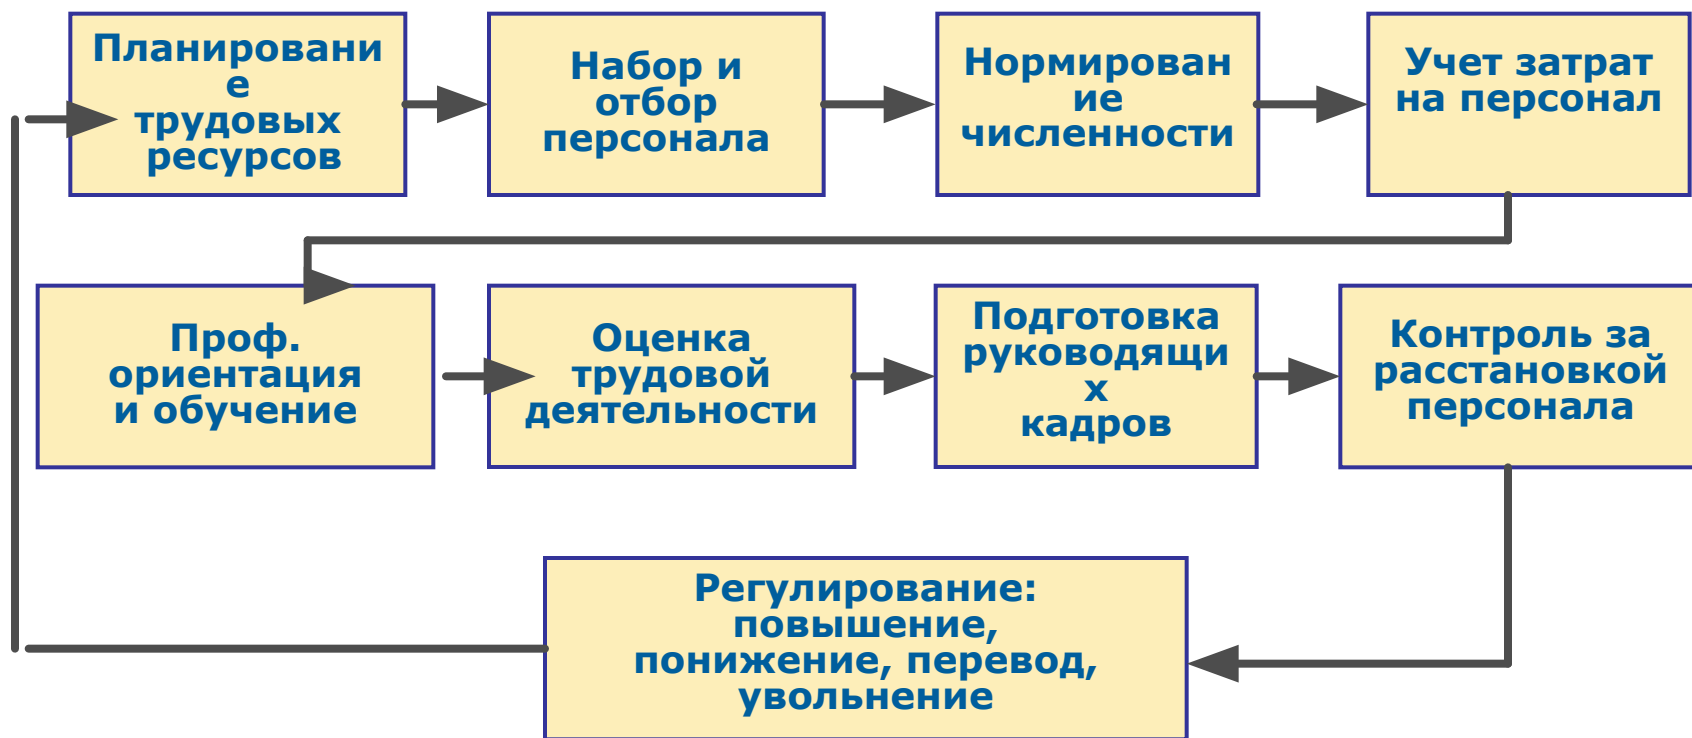 Планировани
е
трудовых
ресурсов
Набор и
отбор
персонала
Нормирован
ие
численности
Учет затрат
на персонал
Проф.
ориентация
и обучение
Оценка
трудовой
деятельности
Подготовка
руководящи
х
кадров
Контроль за
расстановкой
персонала
Регулирование:
повышение,
понижение, перевод,
увольнение